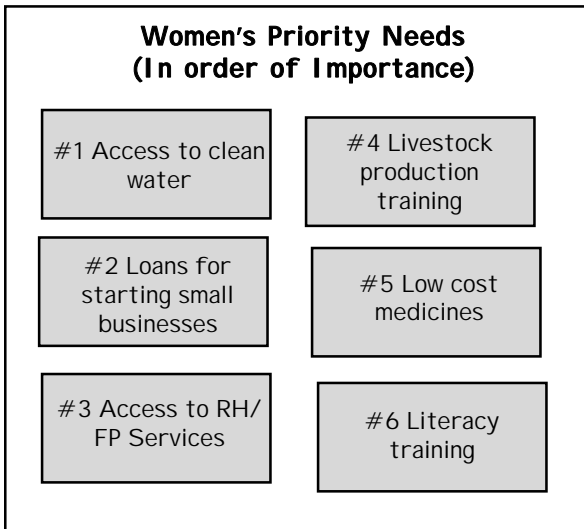 Women's Priority Needs
(In order of Importance)
#1 Access to clean
water
#2 Loans for
starting small
businesses
#3 Access to RH/
FP Services
#4 Livestock
production
training
#5 Low cost
medicines
#6 Literacy
training